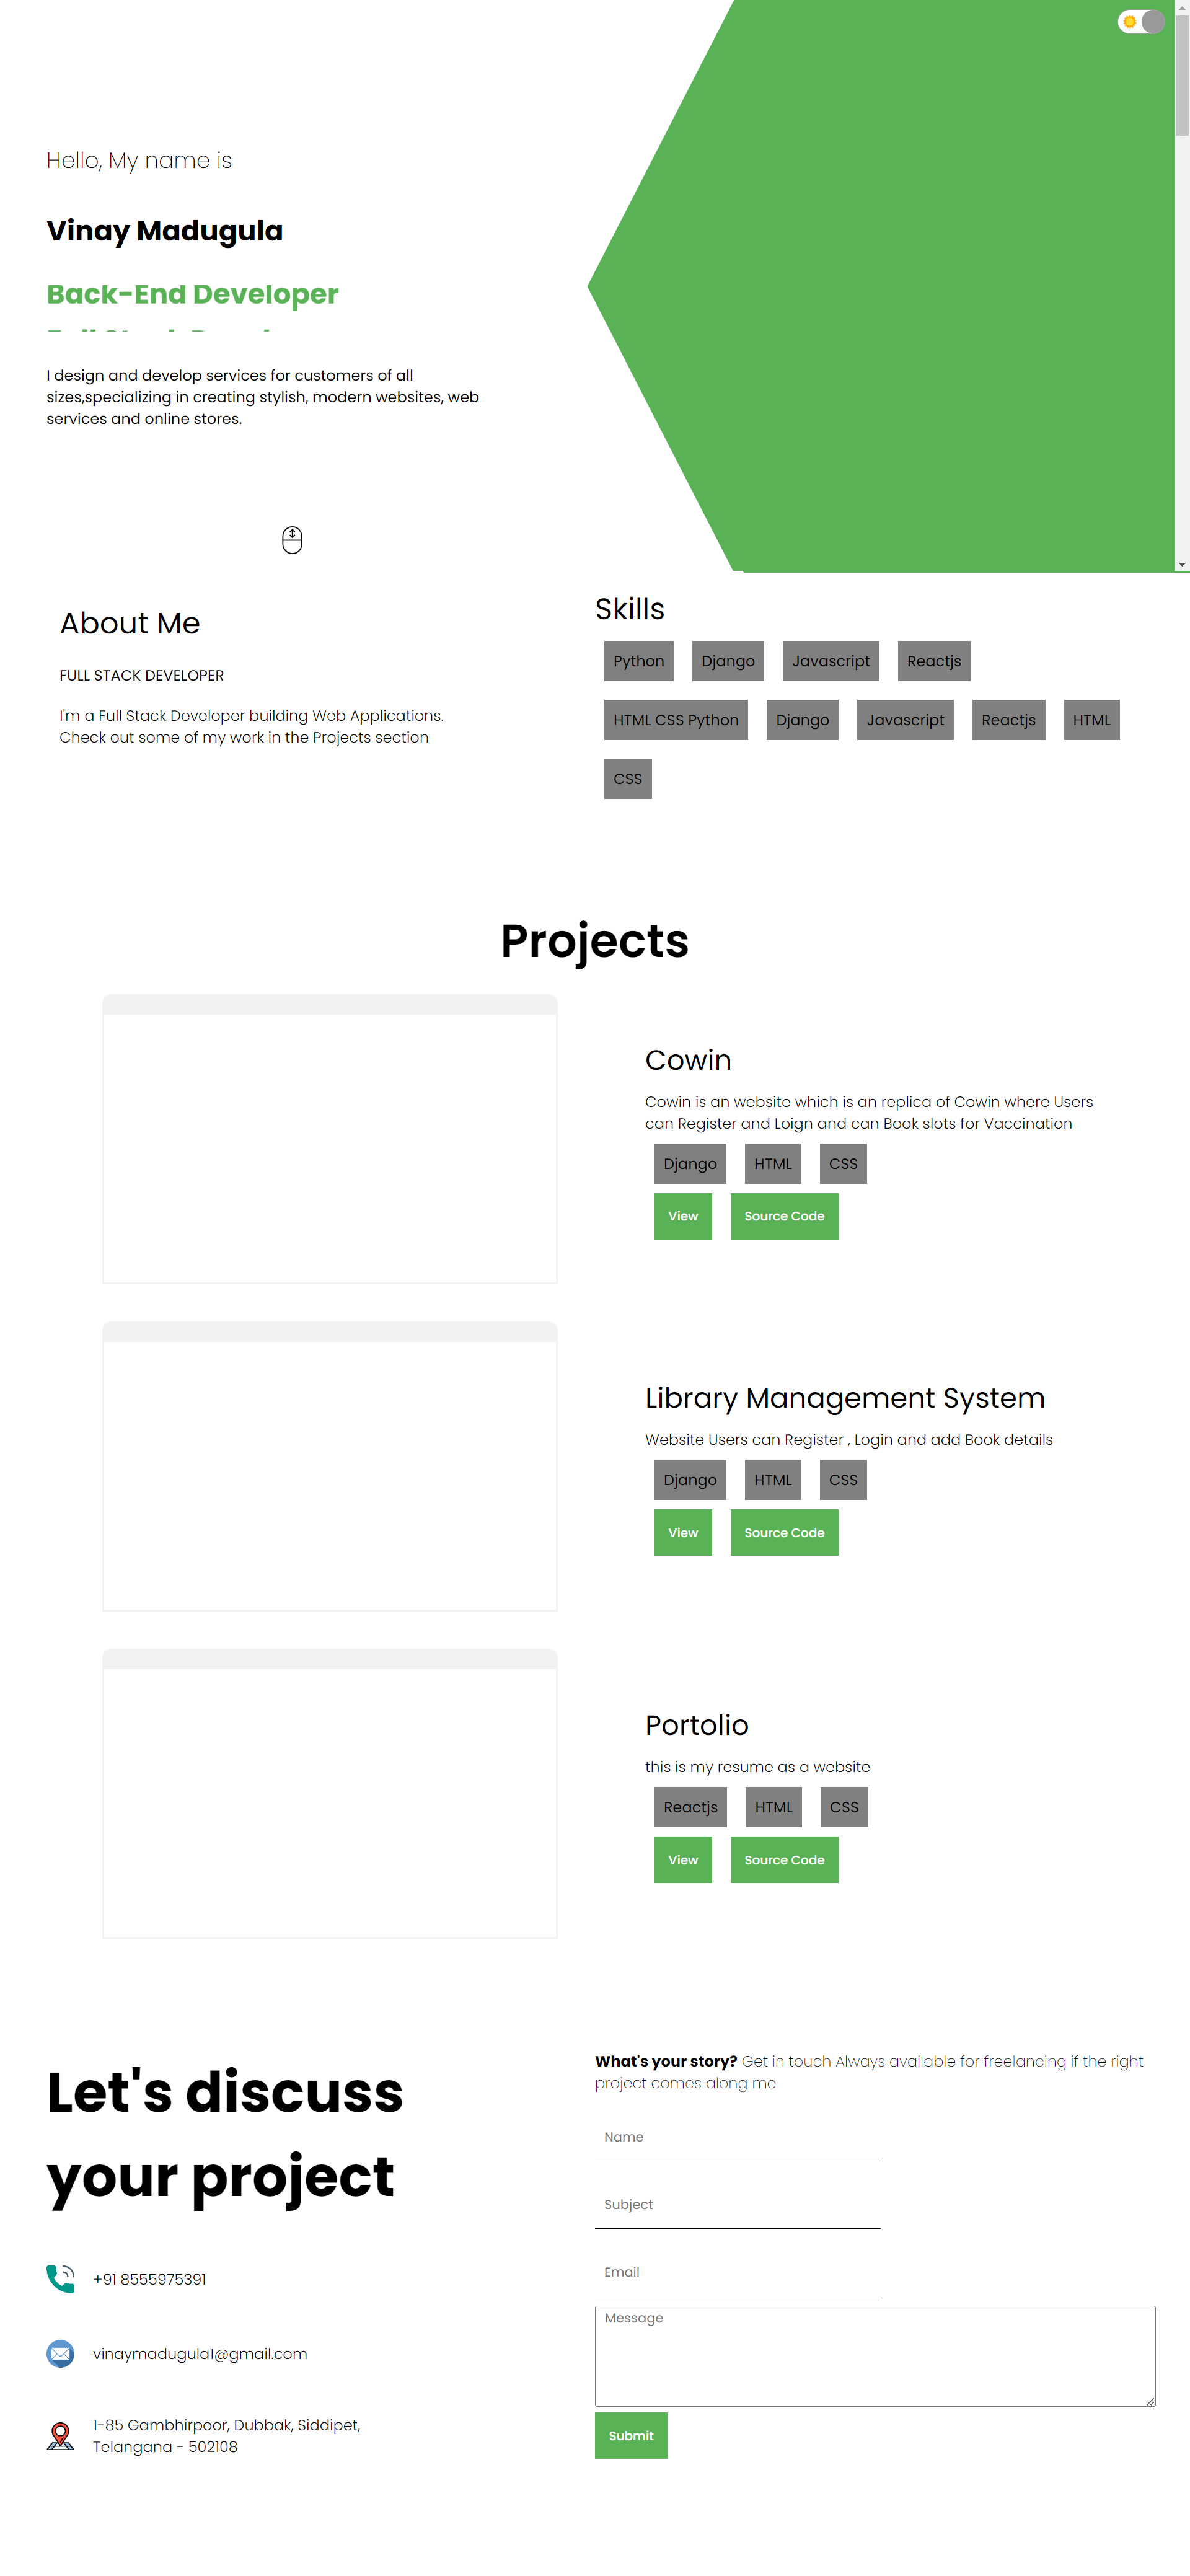 Hello, My name is
Vinay Madugula
Back-End Developer
I design and develop services for customers of all
sizes,specializing in creating stylish, modern websites, web
services and online stores.
About Me
FULL STACK DEVELOPER
I'm a Full Stack Developer building Web Applications.
Check out some of my work in the Projects section
Skills
Python Django Javascript Reactjs
HTML CSS Python Django Javascript Reactjs HTML
CSS
Projects
Cowin
Cowin is an website which is an replica of Cowin where Users
can Register and Loign and can Book slots for Vaccination
Django HTML CSS
View Source Code
Library Management System
Website Users can Register , Login and add Book details
Django HTML CSS
View Source Code
Portolio
this is my resume as a website
Reactjs HTML CSS
View Source Code
Let's discuss
your project
+91 8555975391
vinaymadugula1@gmail.com
1-85 Gambhirpoor, Dubbak, Siddipet,
Telangana - 502108
What's your story? Get in touch Always available for freelancing if the right
project comes along me
Name
Subject
Email
Message
Submit